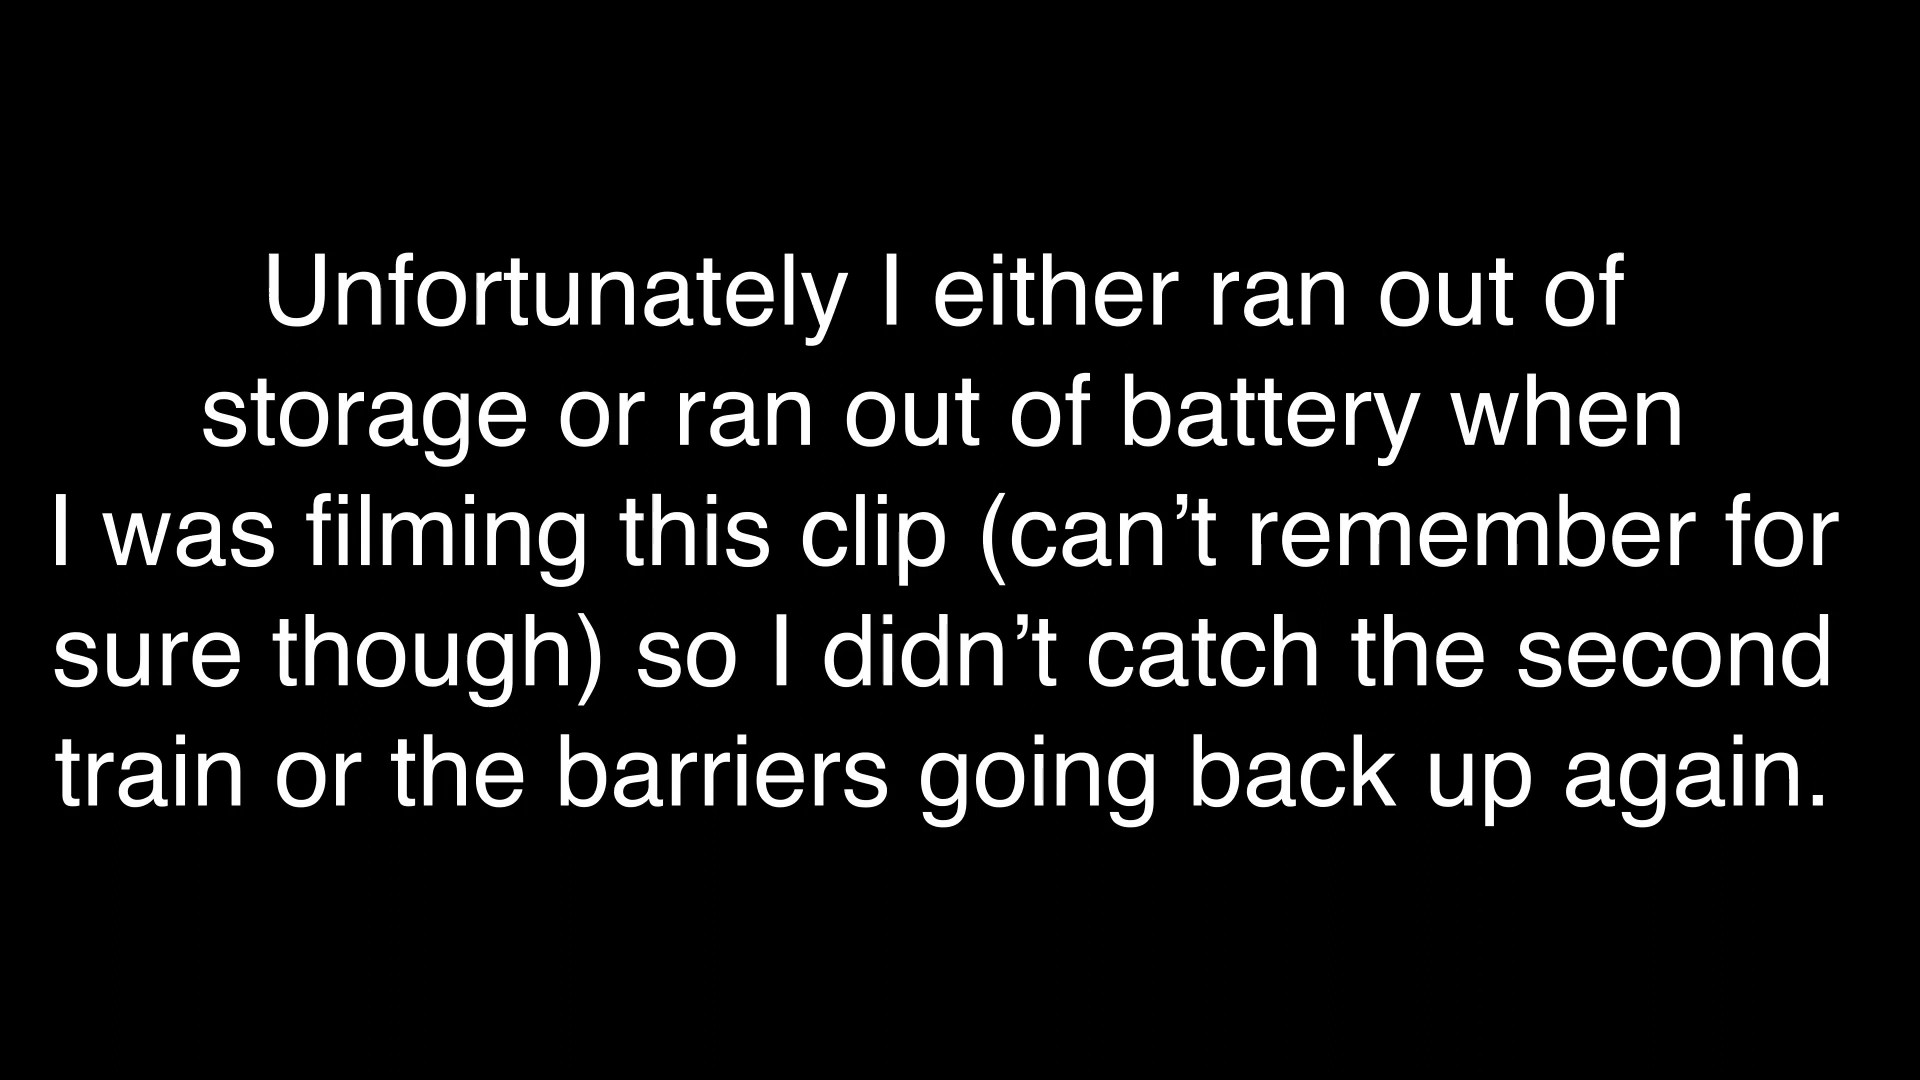 Unfortunately I either ran out of
storage or ran out of battery when
I was filming this clip (can’t remember for
sure though) so I didn’t catch the second
train or the barriers going back up again.